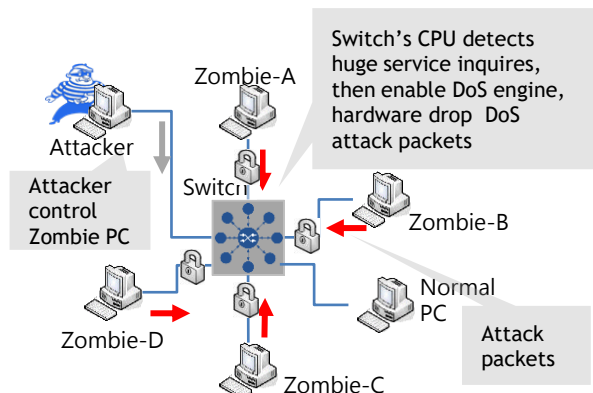 Switch's CPU detects
huge service inquires,
then enable DoS engine,
hardware drop DoS
attack packets
Zombie-A
Attacker
Attacker
control
Zombie PC
Switch
Zombie-B
Normal
PC
Zombie-D
Attack
packets
Zombie-C